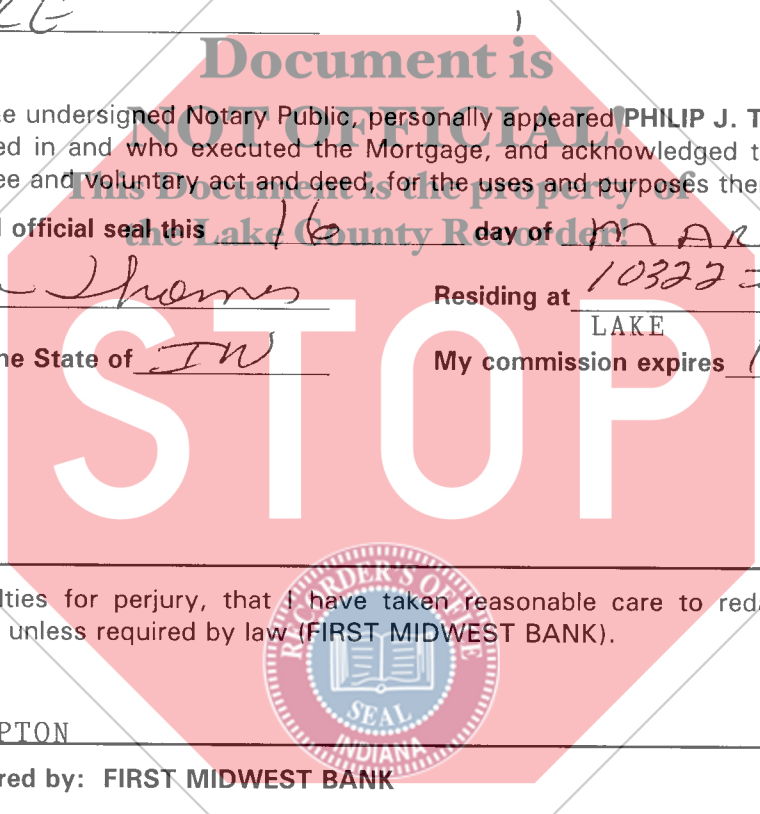 Document is
NOT OFFICIAL!
e undersigned Notary Public, personally appeared PHILIP J. T
ed in and who executed the Mortgage, and acknowledged t
ee and voluntary act and deed, for the uses and purposes the
This Document is the property of
the Lake County Recorder!
official seal this 16 day of MAR
Thomas
Residing at 10322
LAKE
he State of IN My commission expires
STOP
lties for perjury, that I have taken reasonable care to red
unless required by law (FIRST MIDWEST BANK).
RECORDER'S OFFICE
SEAL
INDIANA
PTON
red by: FIRST MIDWEST BANK